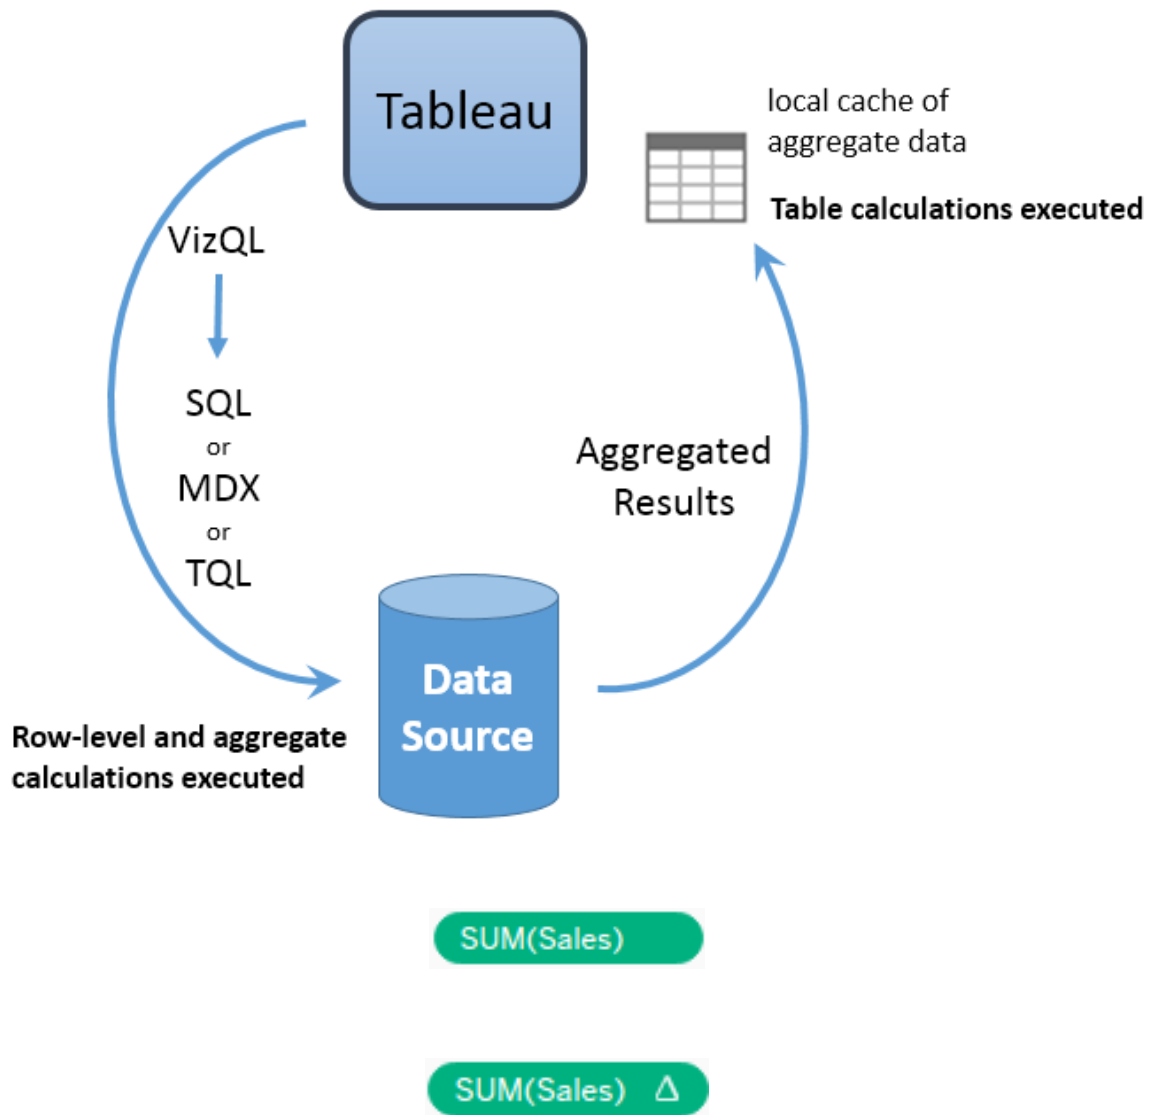 Tableau
local cache of
aggregate data
Table calculations executed
VizQL
SQL
or
MDX
or
TQL
Aggregated
Results
Data
Source
Row-level and aggregate
calculations executed
SUM(Sales)
SUM(Sales) Δ